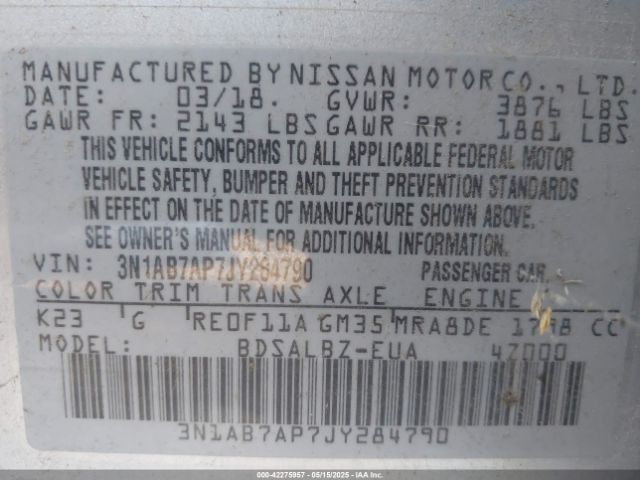 MANUFACTURED BY NISSAN MOTOR CO., LTD.
DATE: 03/18. GVWR: 3876 LBS
GAWR FR: 2143 LBS GAWR RR: 1881 LBS
THIS VEHICLE CONFORMS TO ALL APPLICABLE FEDERAL MOTOR
VEHICLE SAFETY, BUMPER AND THEFT PREVENTION STANDARDS
IN EFFECT ON THE DATE OF MANUFACTURE SHOWN ABOVE.
SEE OWNER'S MANUAL FOR ADDITIONAL INFORMATION.
VIN: 3N1AB7AP7JY284790 PASSENGER CAR
COLOR TRIM TRANS AXLE ENGINE
K23 G RE0F11A GM35 MRA8DE 1798 CC
MODEL: BDSALBZ-EUA 4Z000
3N1AB7AP7JY284790
000-42275957 - 05/15/2025 - IAAI.COM